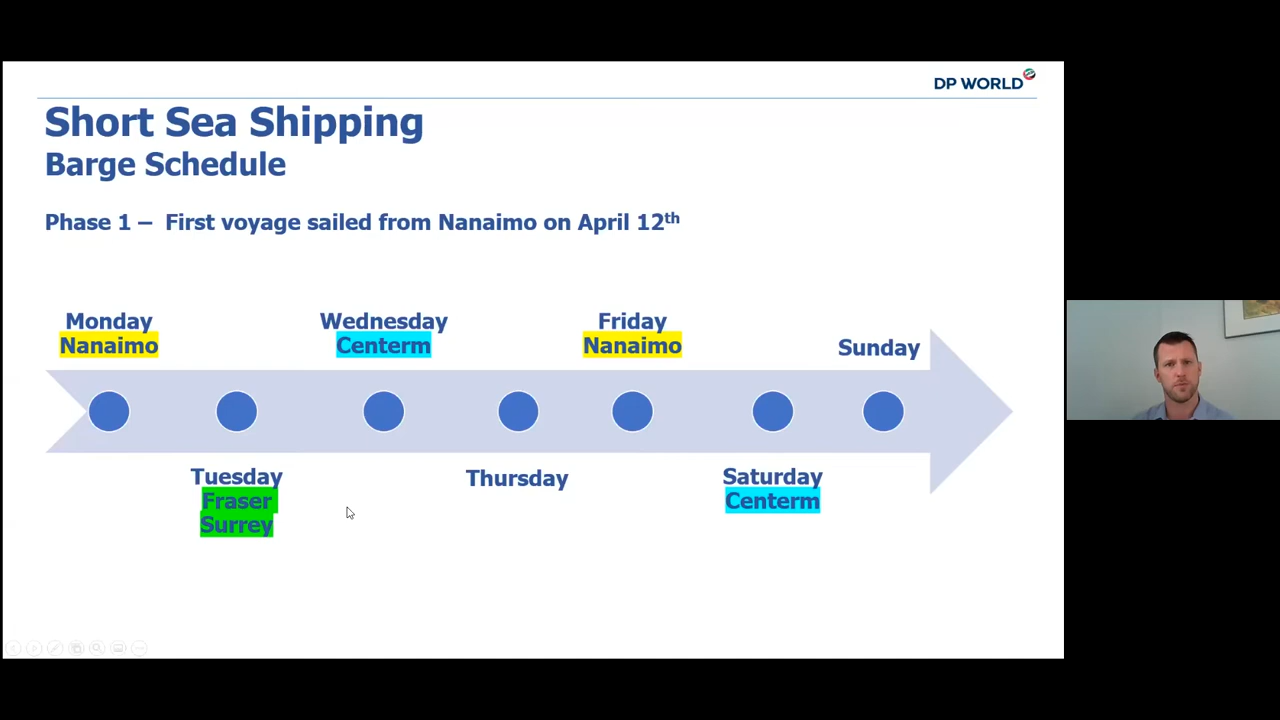 DP WORLD
Short Sea Shipping
Barge Schedule
Phase 1 – First voyage sailed from Nanaimo on April 12th
Monday
Nanaimo
Wednesday
Centerm
Friday
Nanaimo
Sunday
Tuesday
Fraser
Surrey
Thursday
Saturday
Centerm